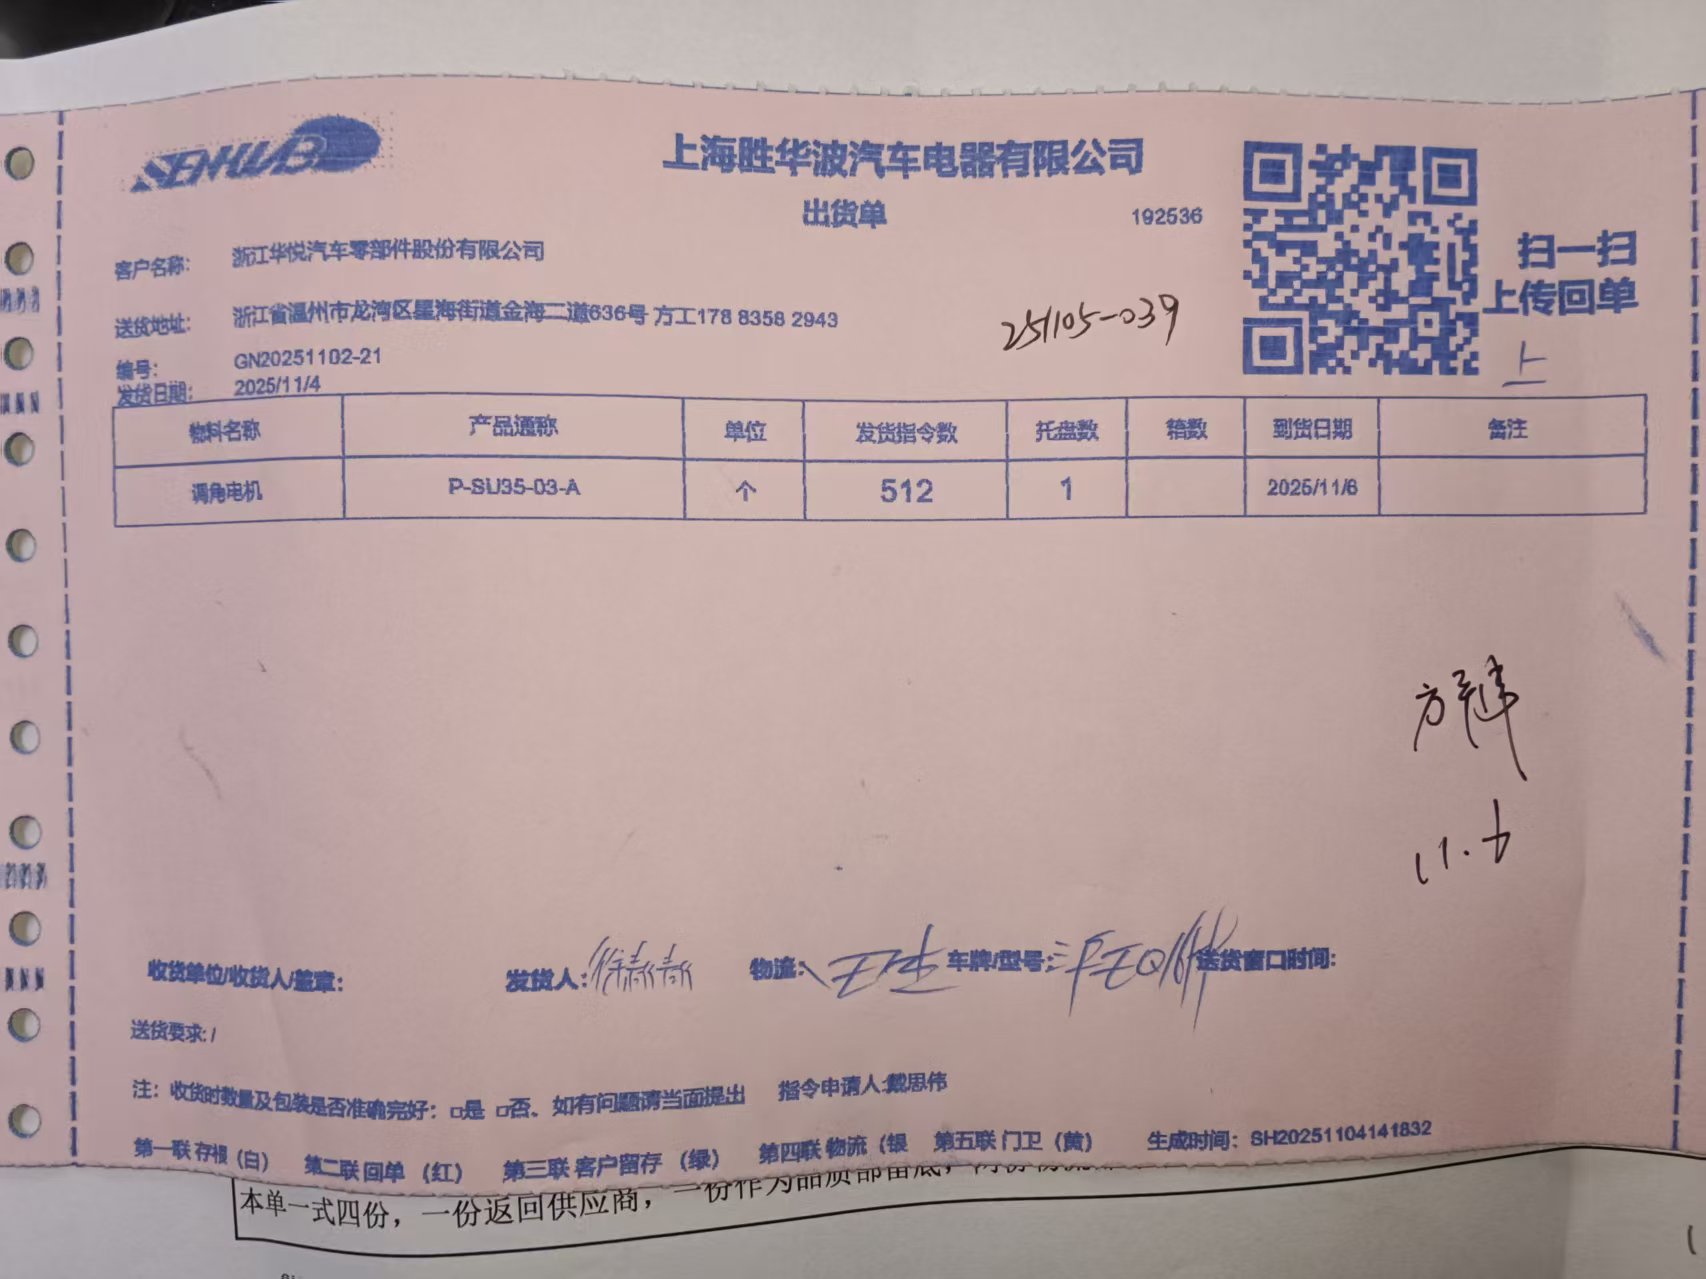 SENHWB
上海胜华波汽车电器有限公司
出货单
192536
扫一扫
上传回单
上
客户名称: 浙江华悦汽车零部件股份有限公司
送货地址: 浙江省温州市龙湾区星海街道金海二道636号 方工178 8358 2943
251105-039
编号: GN20251102-21
发货日期: 2025/11/4
物料名称 产品通称 单位 发货指令数 托盘数 箱数 到货日期 备注
调角电机 P-SU35-03-A 个 512 1 2025/11/6
方
11.6
收货单位/收货人/盖章: 发货人: 物流: 车牌/型号: 送货窗口时间:
送货要求: /
注: 收货时数量及包装是否准确完好: □是 □否、如有问题请当面提出 指令申请人:戴思伟
第一联 存根 (白) 第二联 回单 (红) 第三联 客户留存 (绿) 第四联 物流 (银 第五联 门卫 (黄) 生成时间: SH20251104141832
本单一式四份，一份返回供应商，一份作为品质部留底，